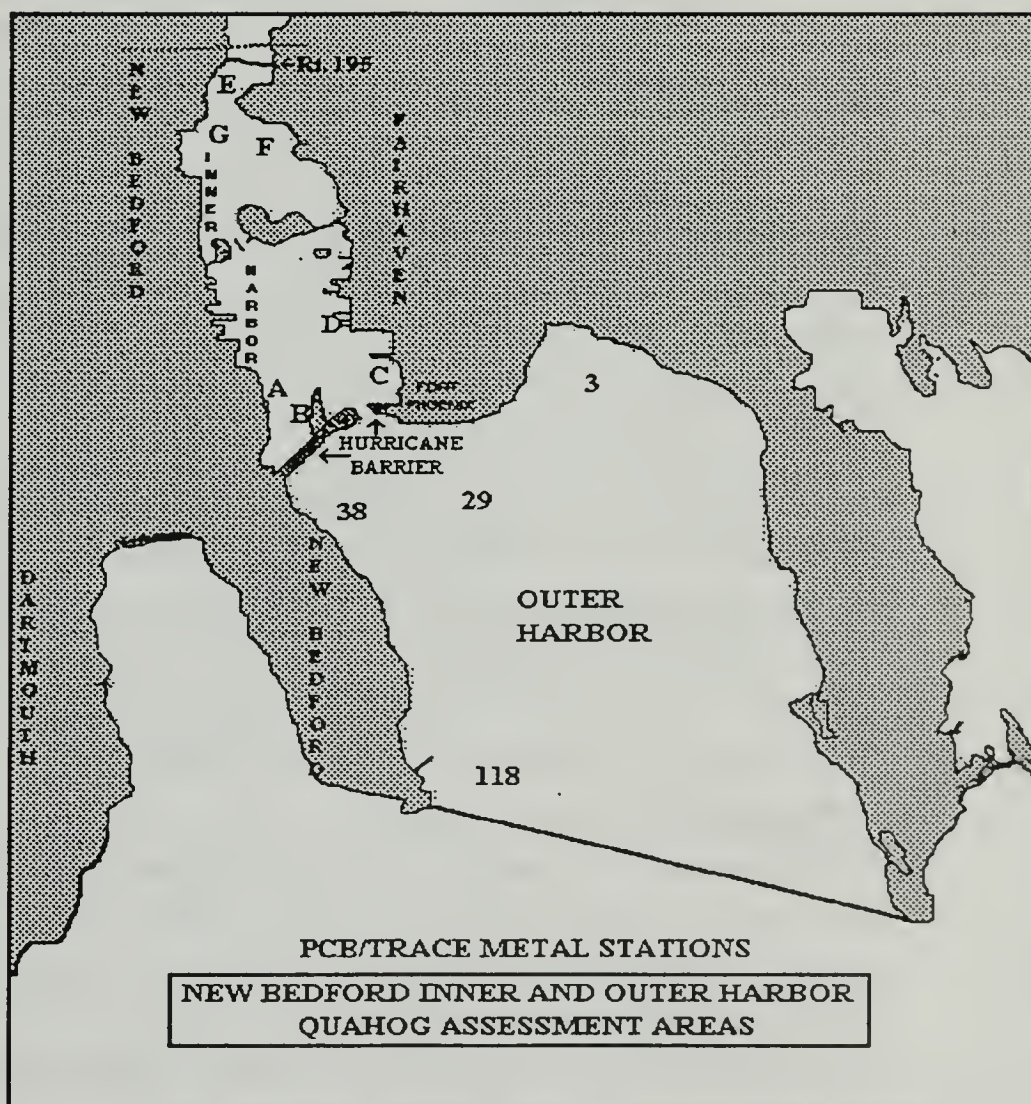 ←Rt. 195
NEW BEDFORD
E
G
F
FAIRHAVEN
INNER
HARBOR
D
A
B
C
FORT
PHOENIX
3
HURRICANE
BARRIER
38
29
NEW BEDFORD
DARTMOUTH
OUTER
HARBOR
118
PCB/TRACE METAL STATIONS
NEW BEDFORD INNER AND OUTER HARBOR
QUAHOG ASSESSMENT AREAS